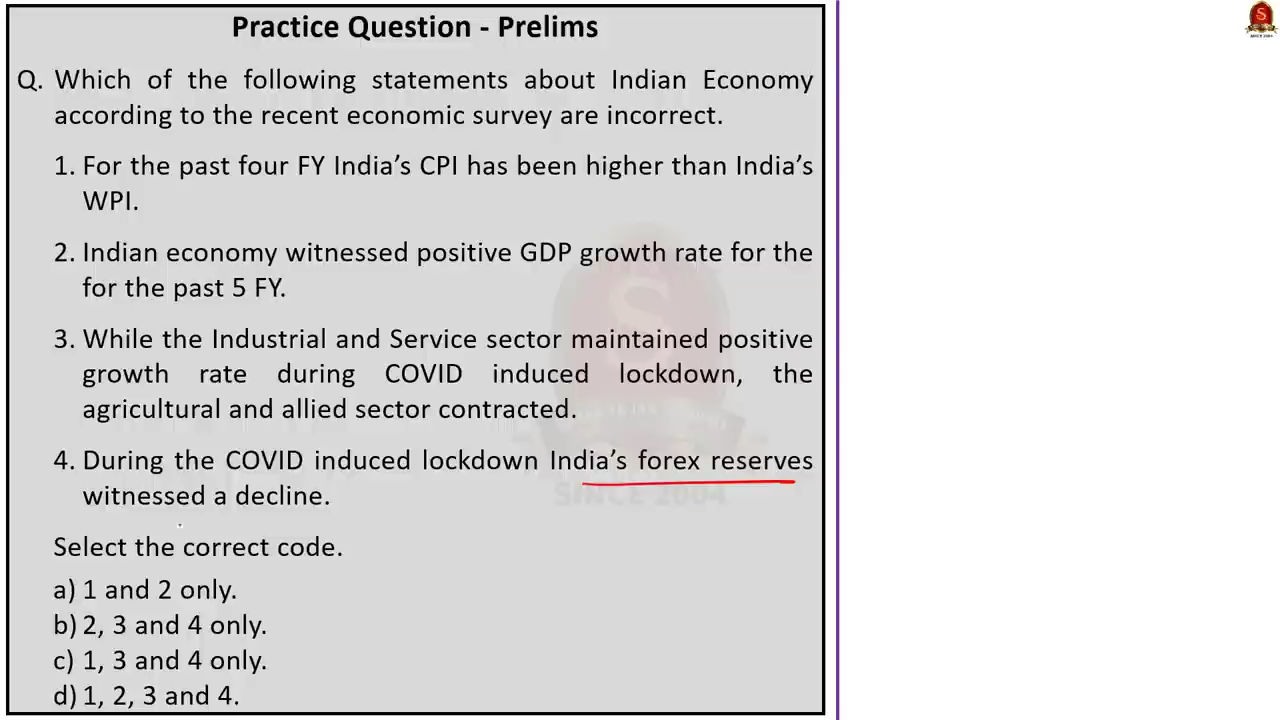 Practice Question - Prelims
Q. Which of the following statements about Indian Economy
according to the recent economic survey are incorrect.
1. For the past four FY India's CPI has been higher than India's
WPI.
2. Indian economy witnessed positive GDP growth rate for the
for the past 5 FY.
3. While the Industrial and Service sector maintained positive
growth rate during COVID induced lockdown, the
agricultural and allied sector contracted.
4. During the COVID induced lockdown India's forex reserves
witnessed a decline.
SINCE 2004
Select the correct code.
a) 1 and 2 only.
b) 2, 3 and 4 only.
c) 1, 3 and 4 only.
d) 1, 2, 3 and 4.